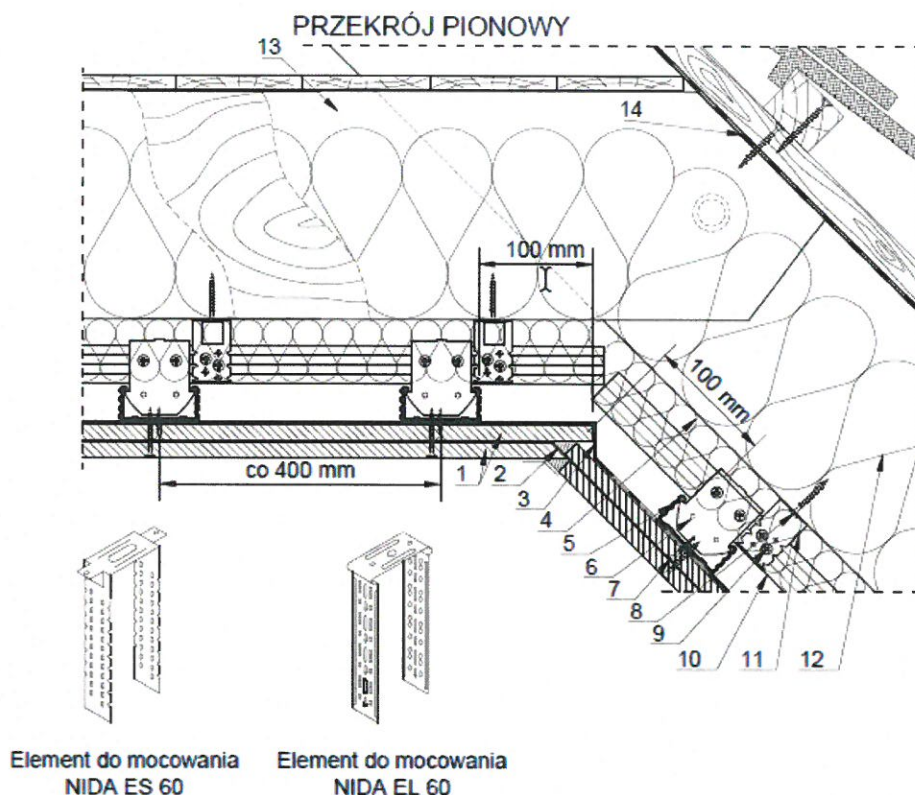 PRZEKRÓJ PIONOWY
13
14
100 mm
100 mm
co 400 mm
1
2
3
4
5
6
7
8
9
10
11
12
Element do mocowania
NIDA ES 60
Element do mocowania
NIDA EL 60